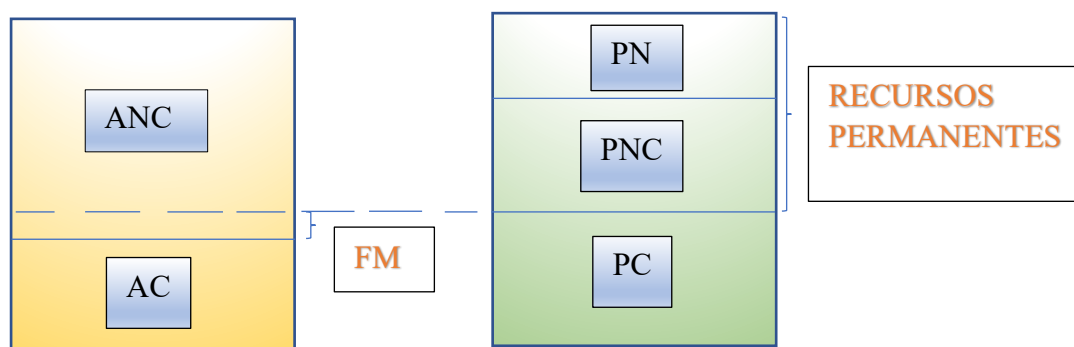 ANC
AC
FM
PN
PNC
PC
RECURSOS
PERMANENTES